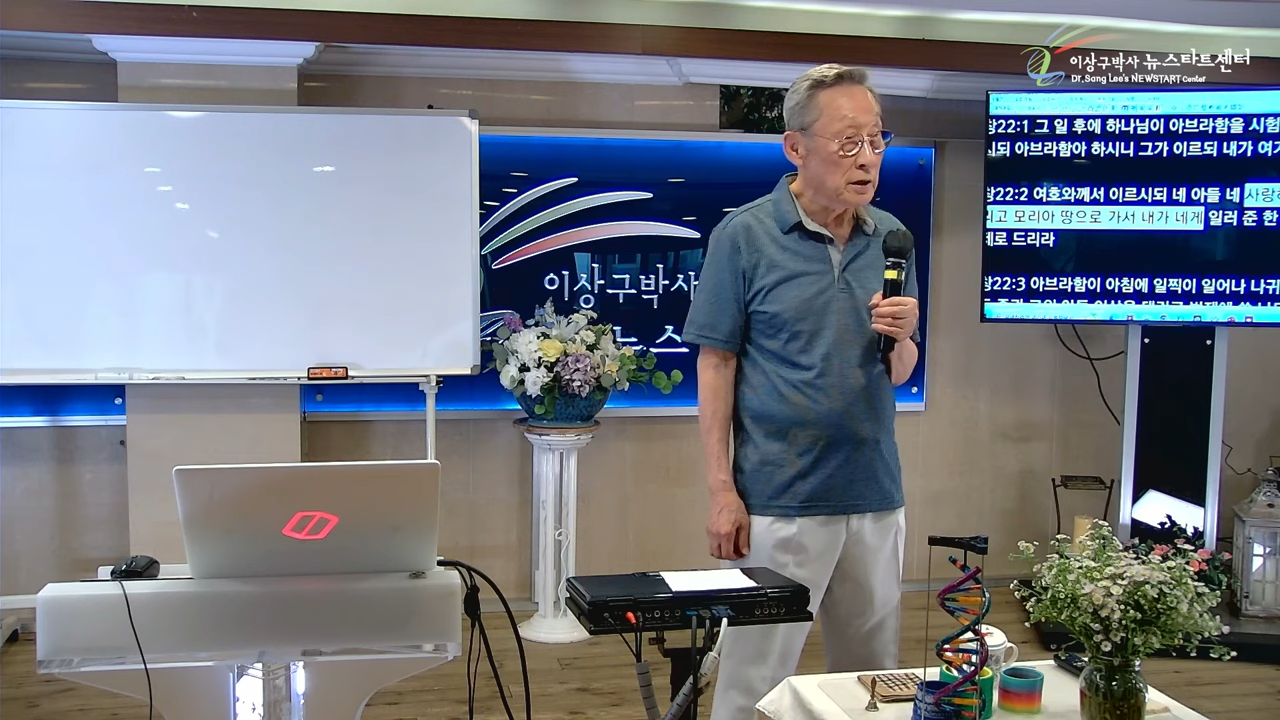 이상구박사 뉴스타트센터
Dr. Sang Lee's NEWSTART Center
창22:1 그 일 후에 하나님이 아브라함을 시험
시되 아브라함아 하시니 그가 이르되 내가 여기
창22:2 여호와께서 이르시되 네 아들 네 사랑하
리고 모리아 땅으로 가서 내가 네게 일러 준 한
제로 드리라
창22:3 아브라함이 아침에 일찍이 일어나 나귀
이상구박사
뉴스